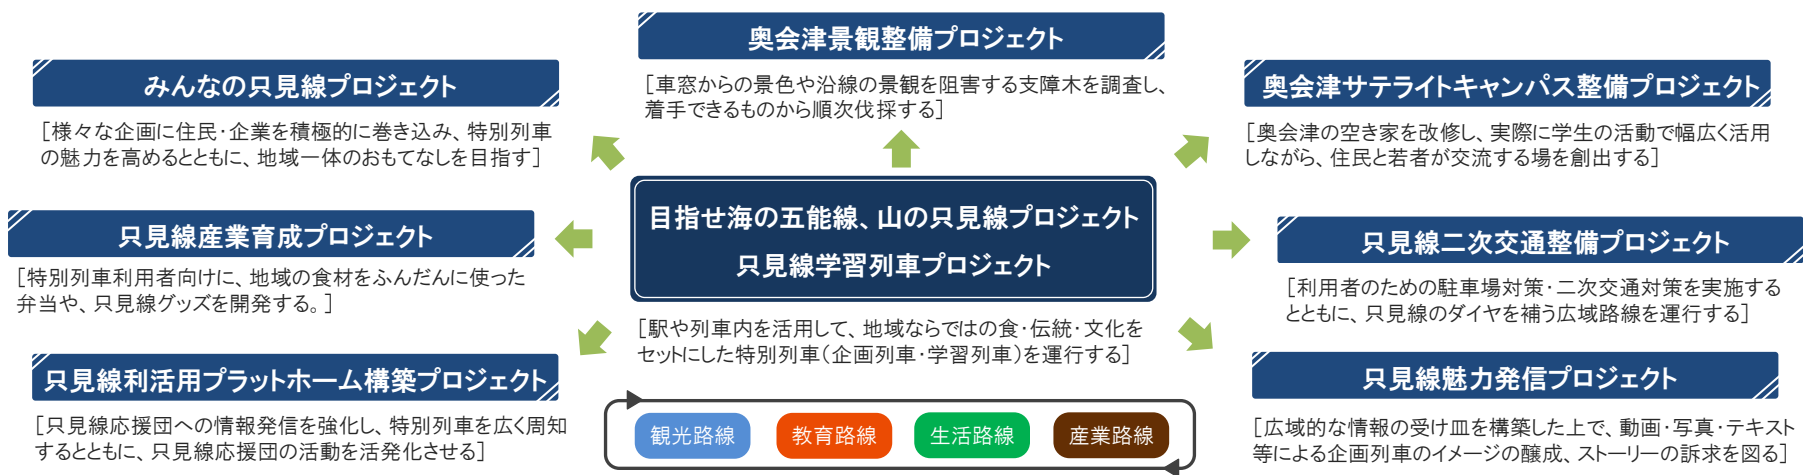 奥会津景観整備プロジェクト
［車窓からの景色や沿線の景観を阻害する支障木を調査し、
着手できるものから順次伐採する］
みんなの只見線プロジェクト
［様々な企画に住民・企業を積極的に巻き込み、特別列車
の魅力を高めるとともに、地域一体のおもてなしを目指す］
奥会津サテライトキャンパス整備プロジェクト
［奥会津の空き家を改修し、実際に学生の活動で幅広く活用
しながら、住民と若者が交流する場を創出する］
目指せ海の五能線、山の只見線プロジェクト
只見線学習列車プロジェクト
［駅や列車内を活用して、地域ならではの食・伝統・文化を
セットにした特別列車（企画列車・学習列車）を運行する］
只見線産業育成プロジェクト
［特別列車利用者向けに、地域の食材をふんだんに使った
弁当や、只見線グッズを開発する。］
只見線二次交通整備プロジェクト
［利用者のための駐車場対策・二次交通対策を実施する
とともに、只見線のダイヤを補う広域路線を運行する］
只見線利活用プラットホーム構築プロジェクト
［只見線応援団への情報発信を強化し、特別列車を広く周知
するとともに、只見線応援団の活動を活発化させる］
只見線魅力発信プロジェクト
［広域的な情報の受け皿を構築した上で、動画・写真・テキスト
等による企画列車のイメージの醸成、ストーリーの訴求を図る］
観光路線
教育路線
生活路線
産業路線